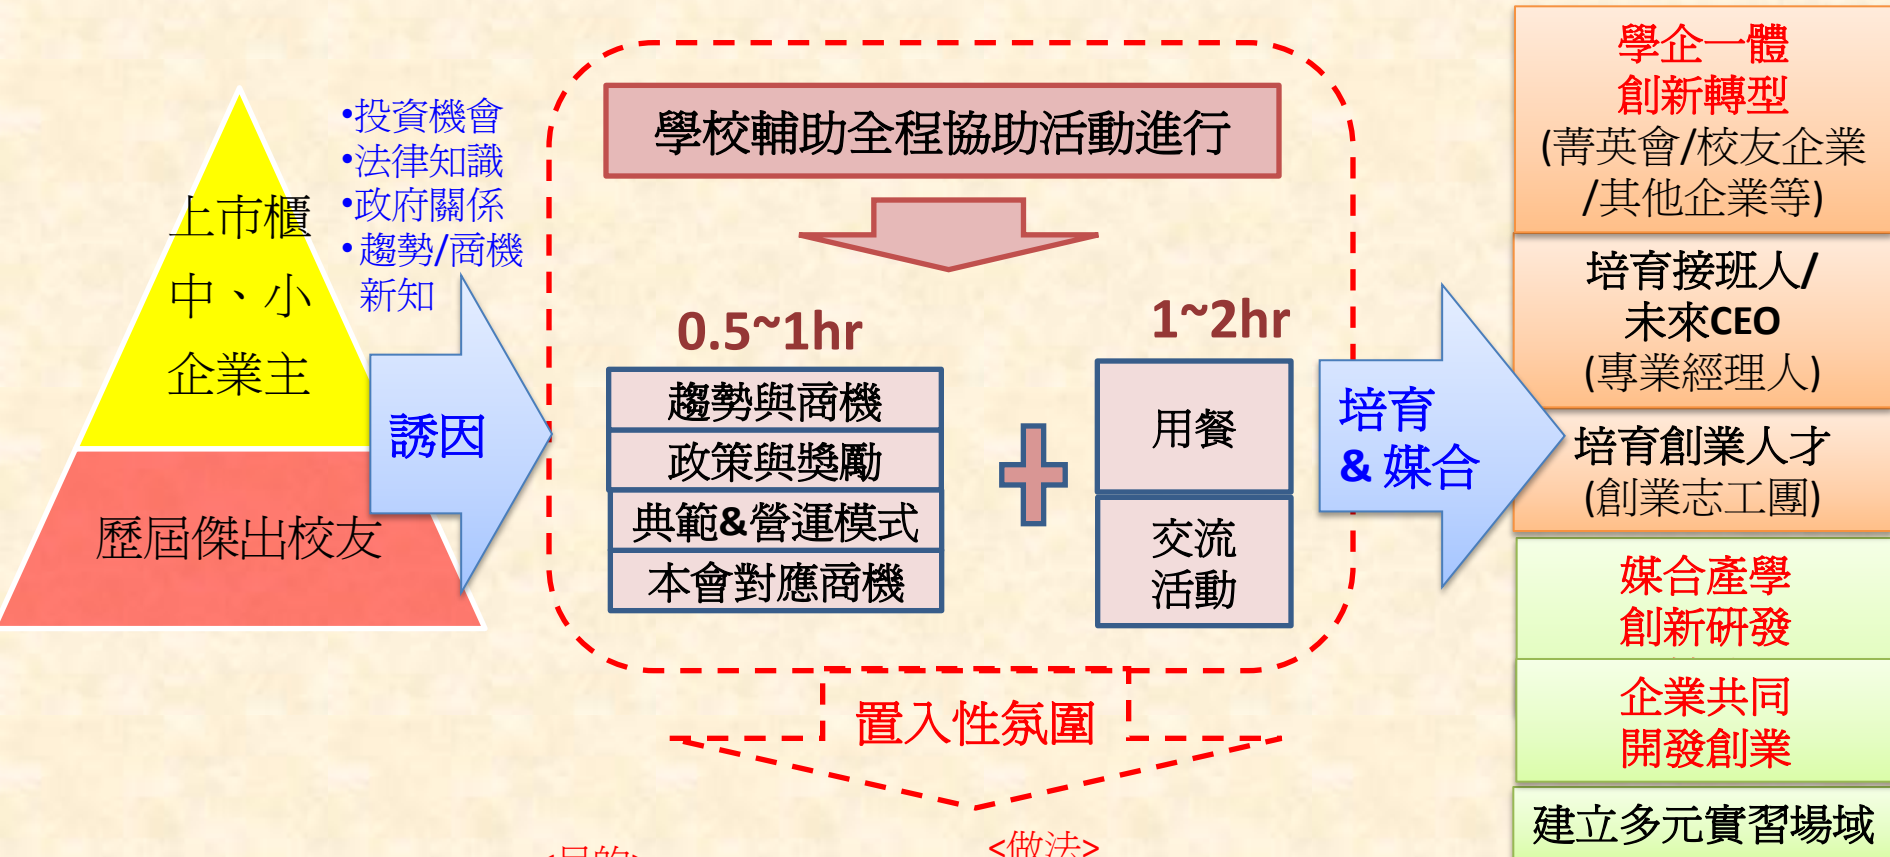 上市櫃
中、小
企業主
歷屆傑出校友
•投資機會
•法律知識
•政府關係
•趨勢/商機
新知
誘因
學校輔助全程協助活動進行
0.5~1hr
趨勢與商機
政策與獎勵
典範&營運模式
本會對應商機
1~2hr
用餐
交流
活動
置入性氛圍
<目的>
<做法>
培育
& 媒合
學企一體
創新轉型
(菁英會/校友企業
/其他企業等)
培育接班人/
未來CEO
(專業經理人)
培育創業人才
(創業志工團)
媒合產學
創新研發
企業共同
開發創業
建立多元實習場域